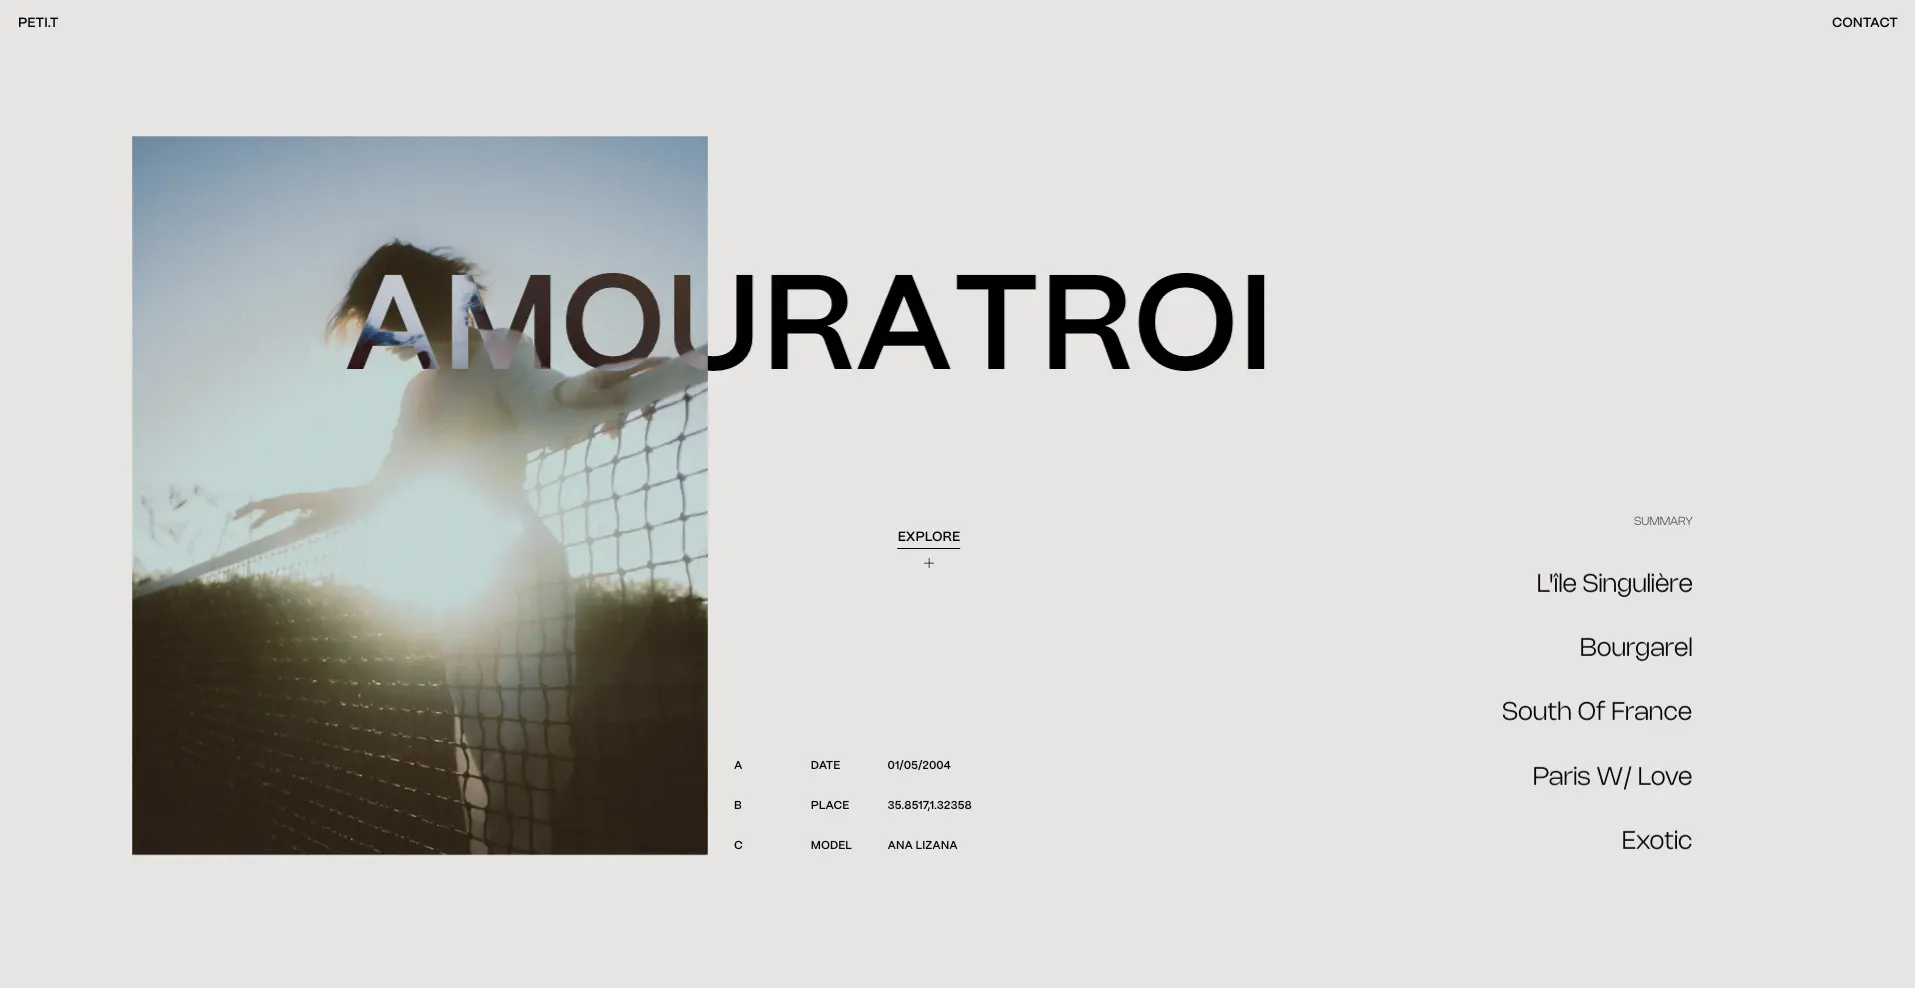 PETI.T
CONTACT
AMOURATROI
EXPLORE
+
SUMMARY
L'île Singulière
Bourgarel
South Of France
Paris W/ Love
Exotic
A DATE 01/05/2004
B PLACE 35.8517,1.32358
C MODEL ANA LIZANA